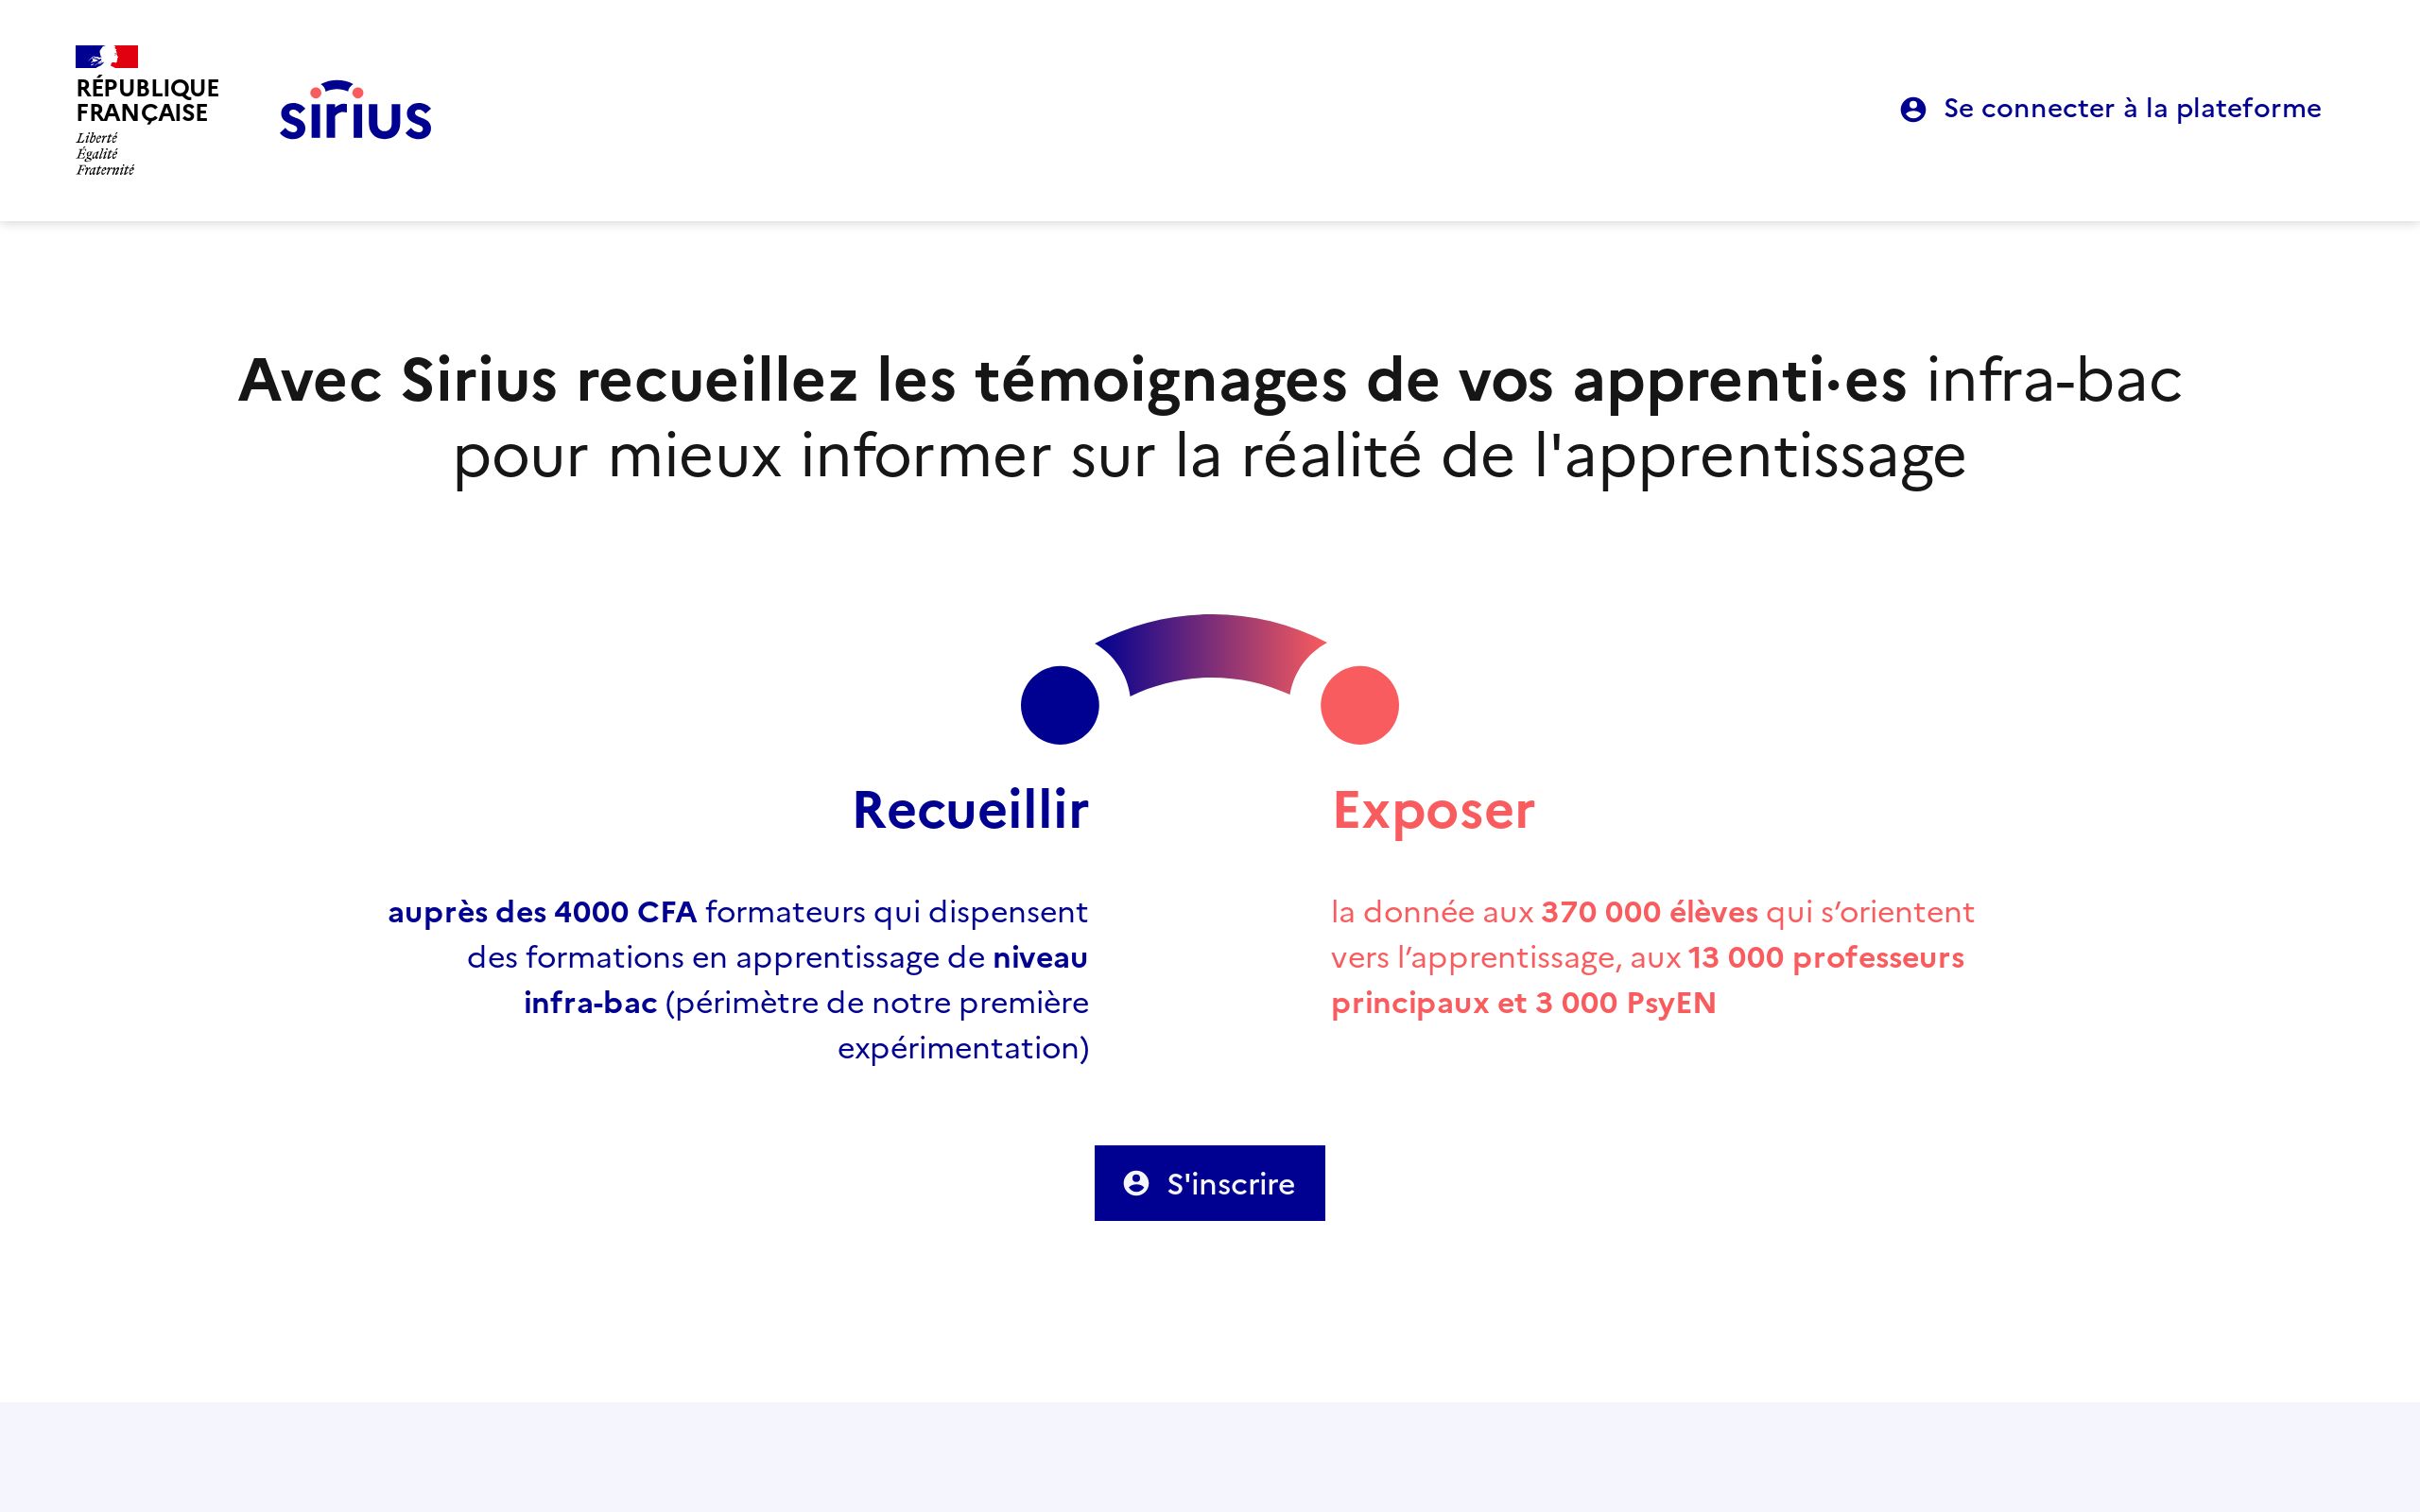 RÉPUBLIQUE
FRANÇAISE
Liberté
Égalité
Fraternité
sirius
Se connecter à la plateforme
Avec Sirius recueillez les témoignages de vos apprenti·es infra-bac
pour mieux informer sur la réalité de l'apprentissage
Recueillir
auprès des 4000 CFA formateurs qui dispensent
des formations en apprentissage de niveau
infra-bac (périmètre de notre première
expérimentation)
Exposer
la donnée aux 370 000 élèves qui s’orientent
vers l’apprentissage, aux 13 000 professeurs
principaux et 3 000 PsyEN
S'inscrire